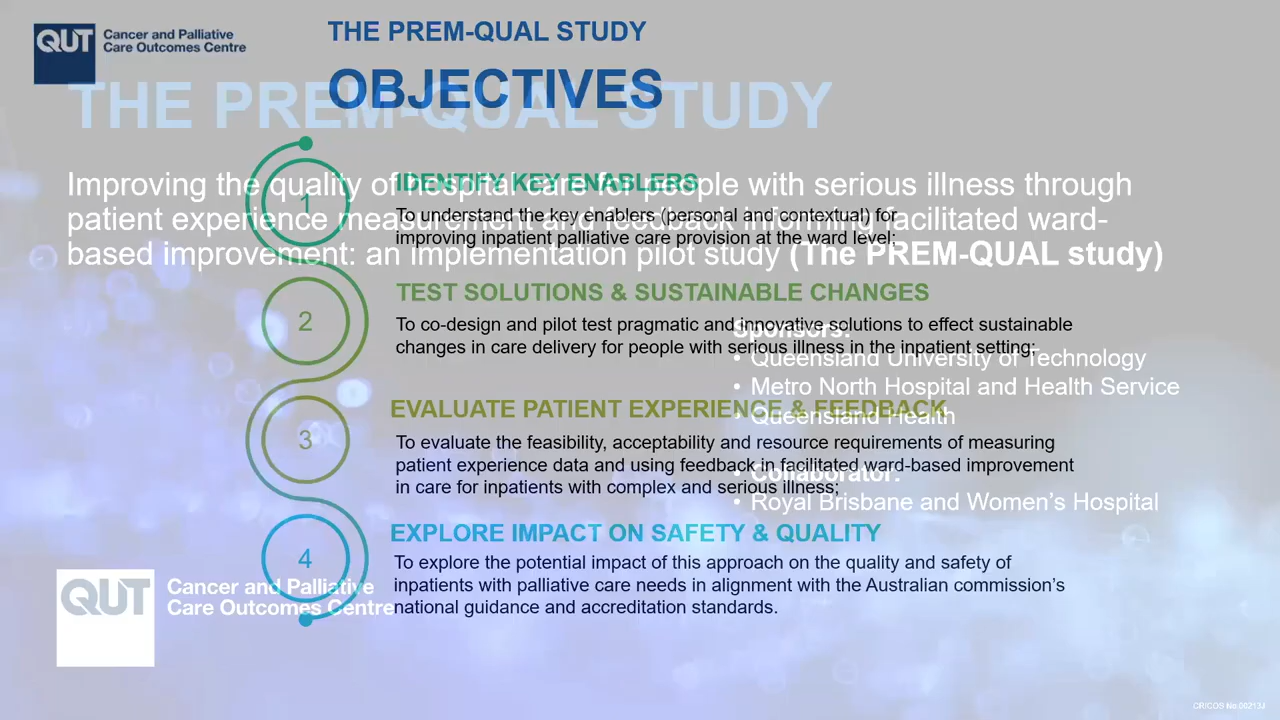 QUT
Cancer and Palliative
Care Outcomes Centre
THE PREM-QUAL STUDY
OBJECTIVES
THE PREM-QUAL STUDY
Improving the quality of hospital care for people with serious illness through
patient experience measurement and feedback informing facilitated ward-
based improvement: an implementation pilot study (The PREM-QUAL study)
1
IDENTIFY KEY ENABLERS
To understand the key enablers (personal and contextual) for
improving inpatient palliative care provision at the ward level;
2
TEST SOLUTIONS & SUSTAINABLE CHANGES
To co-design and pilot test pragmatic and innovative solutions to effect sustainable
changes in care delivery for people with serious illness in the inpatient setting;
Sponsors:
• Queensland University of Technology
• Metro North Hospital and Health Service
• Queensland Health
3
EVALUATE PATIENT EXPERIENCE & FEEDBACK
To evaluate the feasibility, acceptability and resource requirements of measuring
patient experience data and using feedback in facilitated ward-based improvement
in care for inpatients with complex and serious illness;
• Collaborator:
• Royal Brisbane and Women's Hospital
4
EXPLORE IMPACT ON SAFETY & QUALITY
To explore the potential impact of this approach on the quality and safety of
inpatients with palliative care needs in alignment with the Australian commission's
national guidance and accreditation standards.
QUT
Cancer and Palliative
Care Outcomes Centre
CRICOS No.00213J